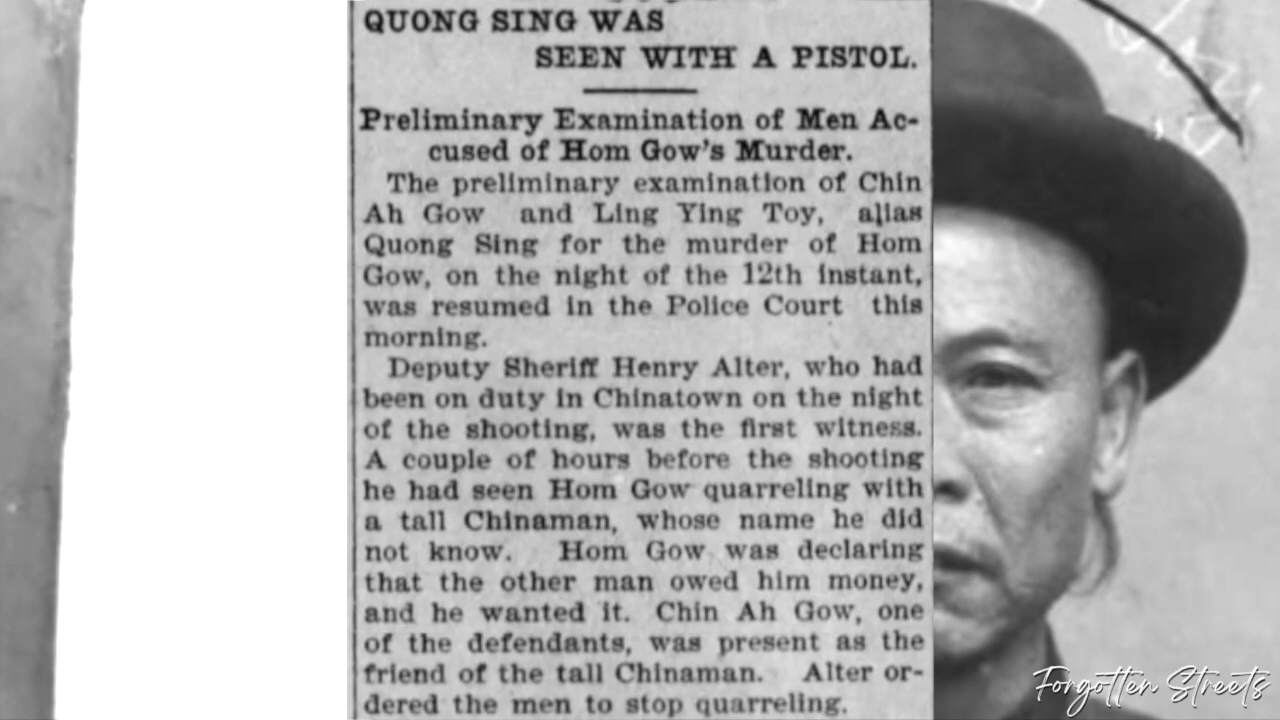 QUONG SING WAS
SEEN WITH A PISTOL.
Preliminary Examination of Men Ac-
cused of Hom Gow's Murder.
The preliminary examination of Chin
Ah Gow and Ling Ying Toy, alias
Quong Sing for the murder of Hom
Gow, on the night of the 12th instant,
was resumed in the Police Court this
morning.
Deputy Sheriff Henry Alter, who had
been on duty in Chinatown on the night
of the shooting, was the first witness.
A couple of hours before the shooting
he had seen Hom Gow quarreling with
a tall Chinaman, whose name he did
not know. Hom Gow was declaring
that the other man owed him money,
and he wanted it. Chin Ah Gow, one
of the defendants, was present as the
friend of the tall Chinaman. Alter or-
dered the men to stop quarreling.
Forgotten Streets